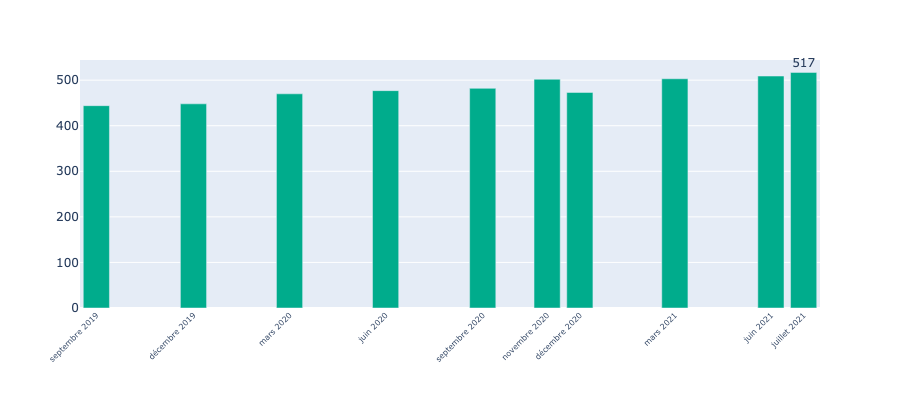 517
500
400
300
200
100
0
septembre 2019
décembre 2019
mars 2020
juin 2020
septembre 2020
novembre 2020
décembre 2020
mars 2021
juin 2021
juillet 2021